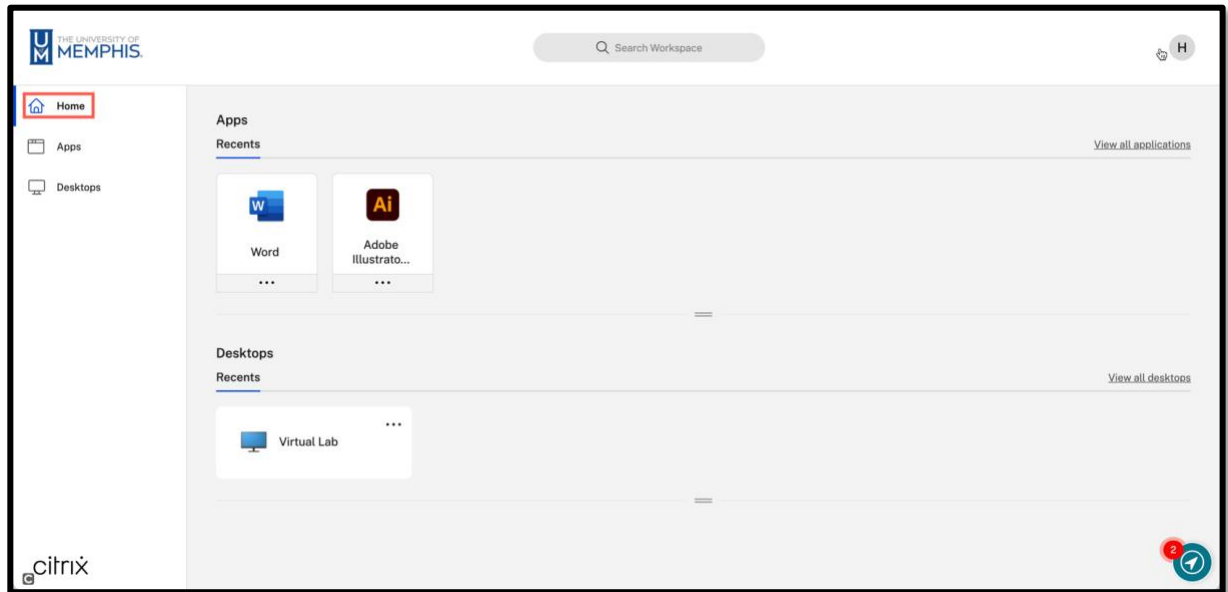 THE UNIVERSITY OF
MEMPHIS.
Search Workspace
H
Home
Apps
Desktops
Apps
Recents
View all applications
W
Word
Ai
Adobe
Illustrato...
Desktops
Recents
View all desktops
Virtual Lab
citrix
2